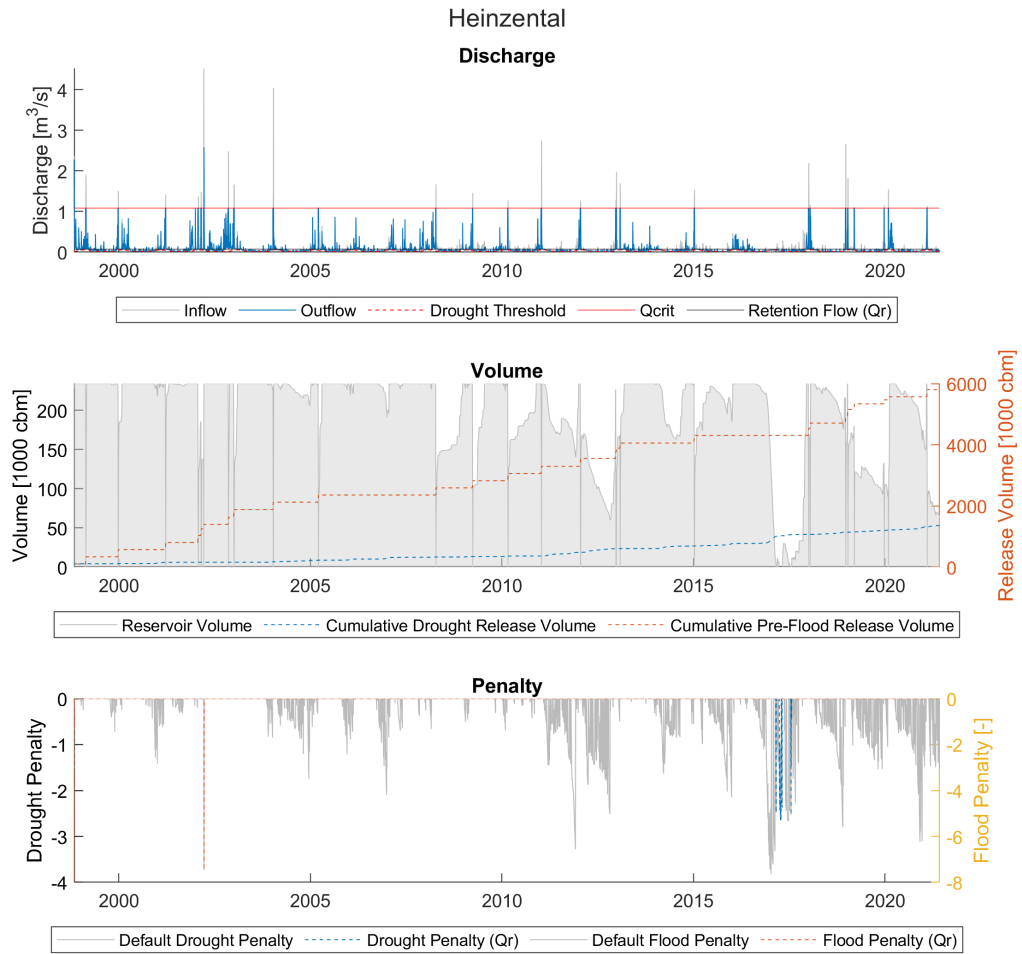 Heinzental
Discharge
Discharge [m³/s]
4
3
2
1
0
2000 2005 2010 2015 2020
Inflow Outflow Drought Threshold Qcrit Retention Flow (Qr)
Volume
Volume [1000 cbm]
200
150
100
50
0
6000
4000
2000
0
Release Volume [1000 cbm]
2000 2005 2010 2015 2020
Reservoir Volume Cumulative Drought Release Volume Cumulative Pre-Flood Release Volume
Penalty
Drought Penalty
0
-1
-2
-3
-4
0
-2
-4
-6
-8
Flood Penalty [-]
2000 2005 2010 2015 2020
Default Drought Penalty Drought Penalty (Qr) Default Flood Penalty Flood Penalty (Qr)